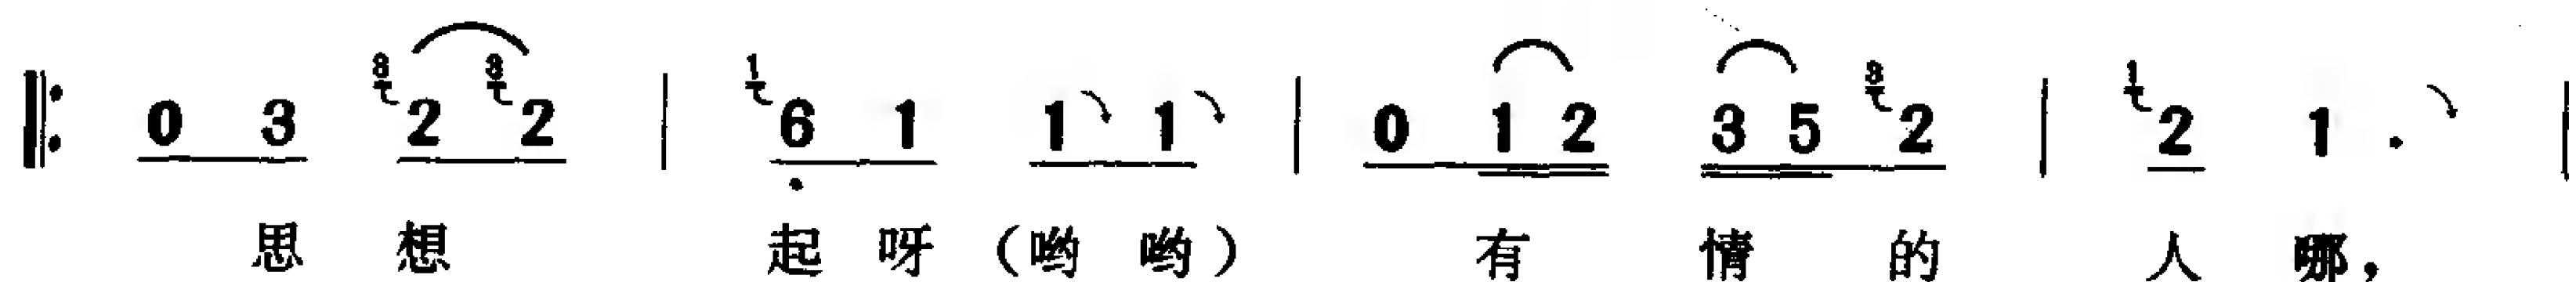 0 3 2 2 | 6 1 1 1 | 0 1 2 3 5 2 | 2 1 . |
思 想 起 呀 （哟 哟） 有 情 的 人 哪，